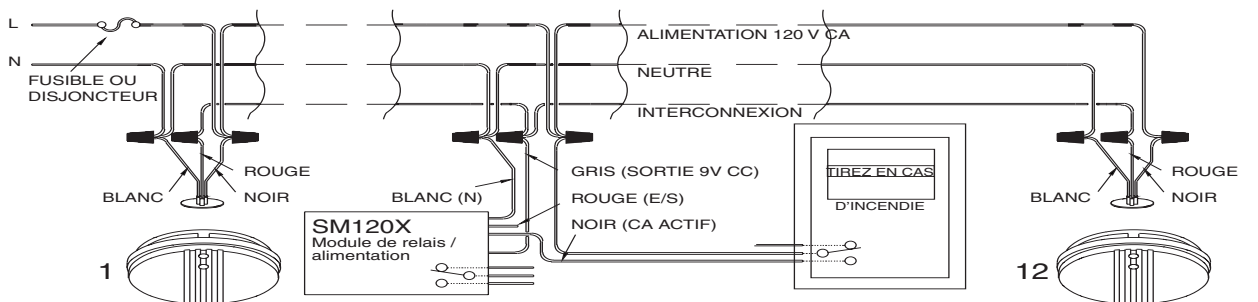 L
ALIMENTATION 120 V CA
N
FUSIBLE OU
DISJONCTEUR
NEUTRE
INTERCONNEXION
ROUGE
BLANC
NOIR
GRIS (SORTIE 9V CC)
BLANC (N)
ROUGE (E/S)
NOIR (CA ACTIF)
TIREZ EN CAS
D'INCENDIE
ROUGE
BLANC
NOIR
SM120X
Module de relais /
alimentation
1
12